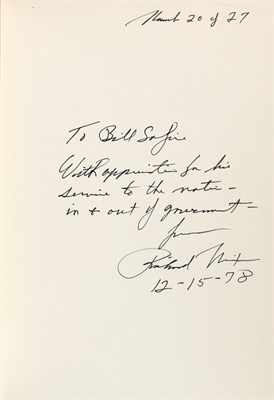 Number 20 of 27
To Bill Safire
With appreciation for his
service to the nation -
in + out of government -
from
Richard Nixon
12-15-78